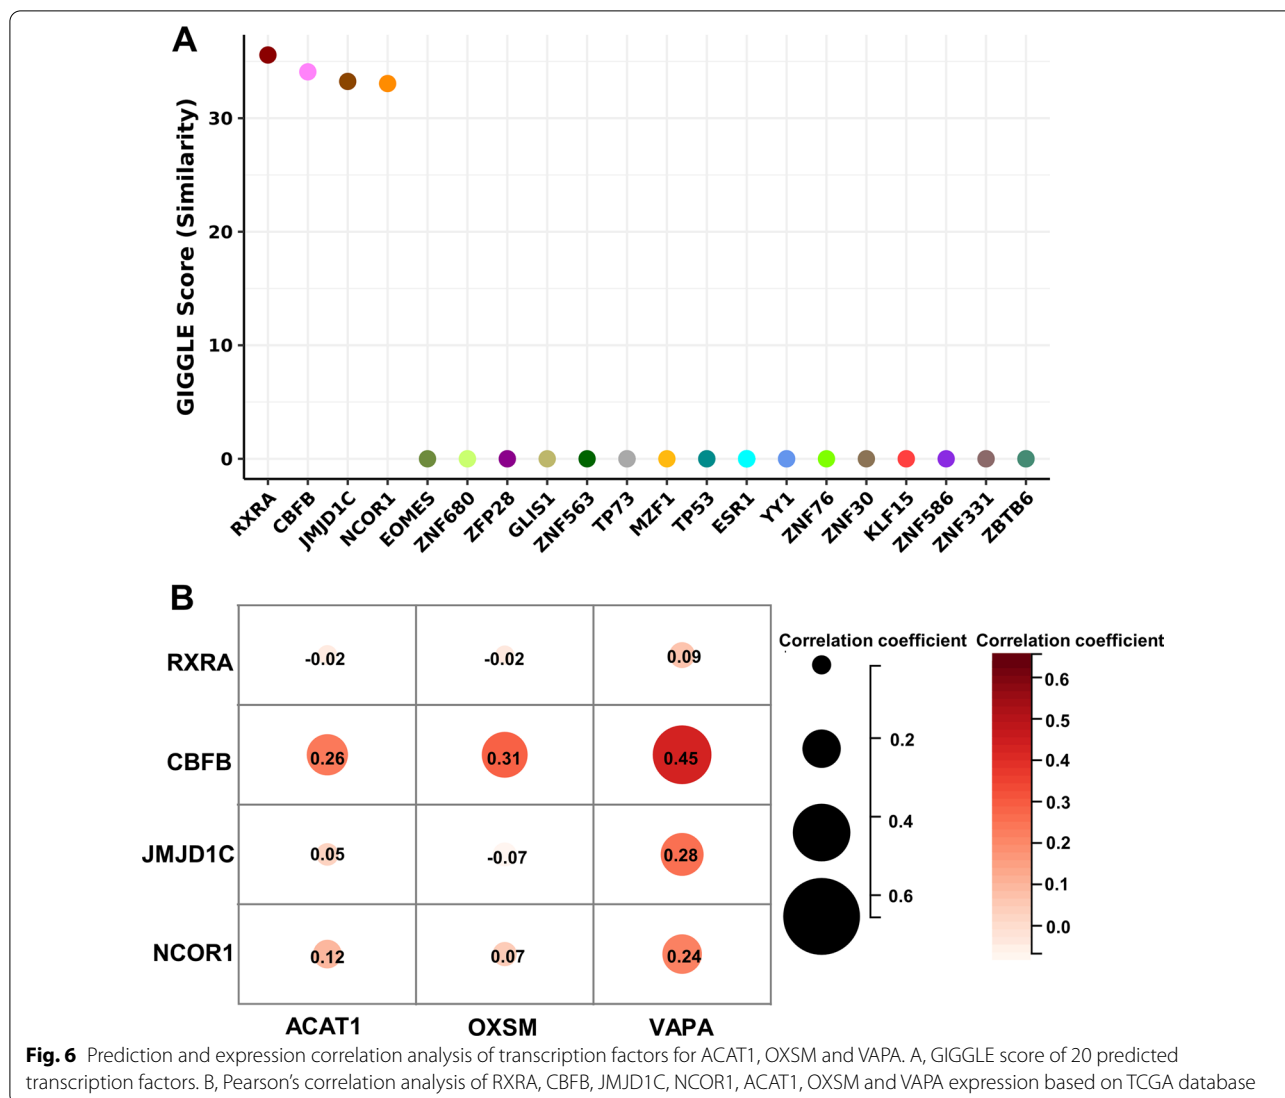 A
GIGGLE Score (Similarity)
30
20
10
0
RXRA CBFB JMJD1C NCOR1 EOMES ZNF680 ZFP28 GLIS1 ZNF563 TP73 MZF1 TP53 ESR1 YY1 ZNF76 ZNF30 KLF15 ZNF586 ZNF331 ZBTB6
B
Correlation coefficient Correlation coefficient
RXRA -0.02 -0.02 0.09
CBFB 0.26 0.31 0.45
JMJD1C 0.05 -0.07 0.28
NCOR1 0.12 0.07 0.24
ACAT1 OXSM VAPA
0.2
0.4
0.6
0.6
0.5
0.4
0.3
0.2
0.1
0.0
Fig. 6 Prediction and expression correlation analysis of transcription factors for ACAT1, OXSM and VAPA. A, GIGGLE score of 20 predicted
transcription factors. B, Pearson's correlation analysis of RXRA, CBFB, JMJD1C, NCOR1, ACAT1, OXSM and VAPA expression based on TCGA database